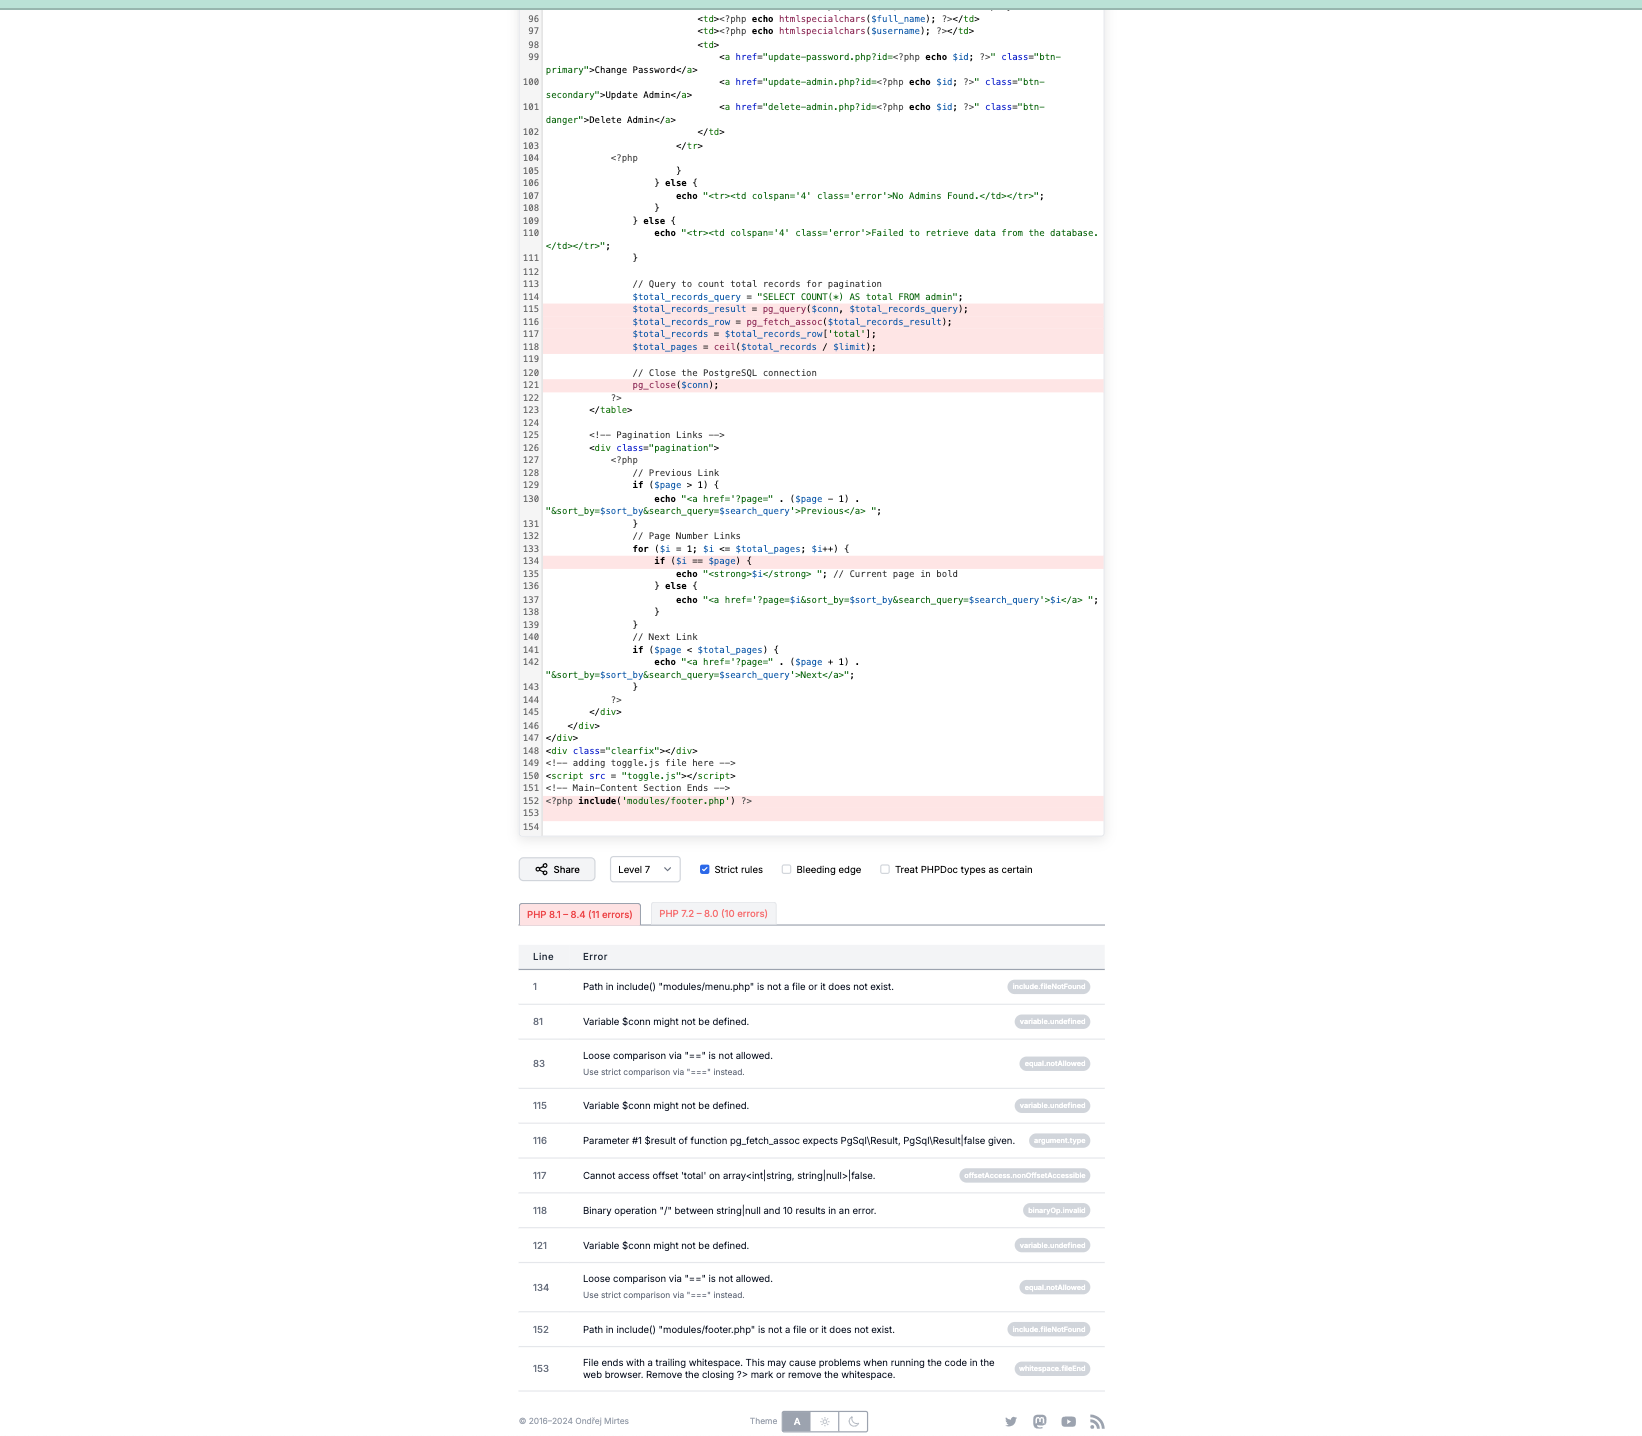 96 <td><?php echo htmlspecialchars($full_name); ?></td>
97 <td><?php echo htmlspecialchars($username); ?></td>
98 <td>
99 <a href="update-password.php?id=<?php echo $id; ?>" class="btn-
primary">Change Password</a>
100 <a href="update-admin.php?id=<?php echo $id; ?>" class="btn-
secondary">Update Admin</a>
101 <a href="delete-admin.php?id=<?php echo $id; ?>" class="btn-
danger">Delete Admin</a>
102 </td>
103 </tr>
104 <?php
105 }
106 } else {
107 echo "<tr><td colspan='4' class='error'>No Admins Found.</td></tr>";
108 }
109 } else {
110 echo "<tr><td colspan='4' class='error'>Failed to retrieve data from the database.
</td></tr>";
111 }
112
113 // Query to count total records for pagination
114 $total_records_query = "SELECT COUNT(*) AS total FROM admin";
115 $total_records_result = pg_query($conn, $total_records_query);
116 $total_records_row = pg_fetch_assoc($total_records_result);
117 $total_records = $total_records_row['total'];
118 $total_pages = ceil($total_records / $limit);
119
120 // Close the PostgreSQL connection
121 pg_close($conn);
122 ?>
123 </table>
124
125 <!-- Pagination Links -->
126 <div class="pagination">
127 <?php
128 // Previous Link
129 if ($page > 1) {
130 echo "<a href='?page=" . ($page - 1) .
"&sort_by=$sort_by&search_query=$search_query'>Previous</a> ";
131 }
132 // Page Number Links
133 for ($i = 1; $i <= $total_pages; $i++) {
134 if ($i == $page) {
135 echo "<strong>$i</strong> "; // Current page in bold
136 } else {
137 echo "<a href='?page=$i&sort_by=$sort_by&search_query=$search_query'>$i</a> ";
138 }
139 }
140 // Next Link
141 if ($page < $total_pages) {
142 echo "<a href='?page=" . ($page + 1) .
"&sort_by=$sort_by&search_query=$search_query'>Next</a>";
143 }
144 ?>
145 </div>
146 </div>
147 </div>
148 <div class="clearfix"></div>
149 <!-- adding toggle.js file here -->
150 <script src = "toggle.js"></script>
151 <!-- Main-Content Section Ends -->
152 <?php include('modules/footer.php') ?>
153
154
Share Level 7 Strict rules Bleeding edge Treat PHPDoc types as certain
PHP 8.1 – 8.4 (11 errors) PHP 7.2 – 8.0 (10 errors)
Line Error
1 Path in include() "modules/menu.php" is not a file or it does not exist. include.fileNotFound
81 Variable $conn might not be defined. variable.undefined
83 Loose comparison via "==" is not allowed. equal.notAllowed
Use strict comparison via "===" instead.
115 Variable $conn might not be defined. variable.undefined
116 Parameter #1 $result of function pg_fetch_assoc expects PgSql\Result, PgSql\Result|false given. argument.type
117 Cannot access offset 'total' on array<int|string, string|null>|false. offsetAccess.nonOffsetAccessible
118 Binary operation "/" between string|null and 10 results in an error. binaryOp.invalid
121 Variable $conn might not be defined. variable.undefined
134 Loose comparison via "==" is not allowed. equal.notAllowed
Use strict comparison via "===" instead.
152 Path in include() "modules/footer.php" is not a file or it does not exist. include.fileNotFound
153 File ends with a trailing whitespace. This may cause problems when running the code in the
web browser. Remove the closing ?> mark or remove the whitespace. whitespace.fileEnd
© 2016–2024 Ondřej Mirtes Theme A